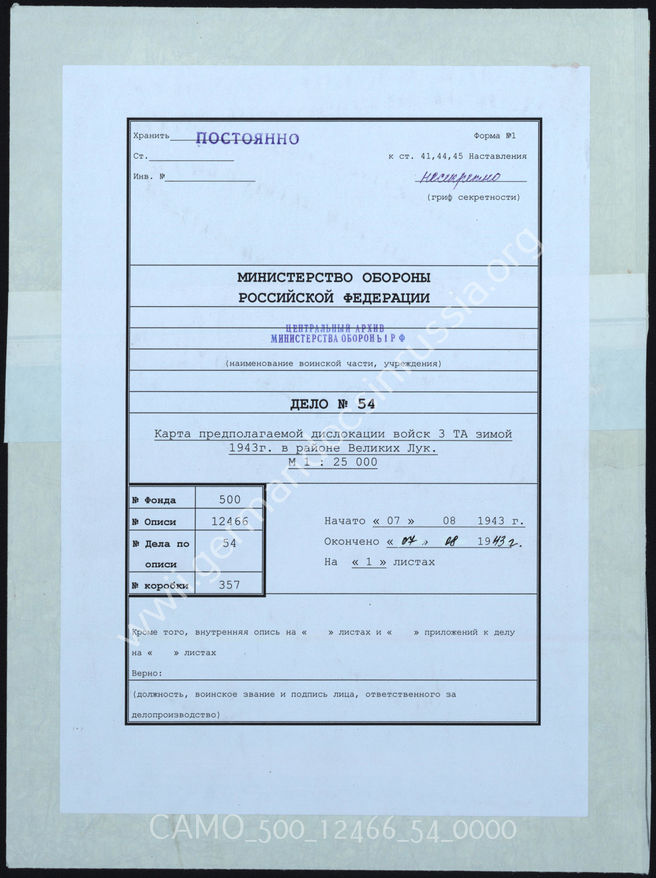 Хранить ПОСТОЯННО
Форма №1
Ст.
к ст. 41,44,45 Наставления
Инв. №
несекретно
(гриф секретности)
МИНИСТЕРСТВО ОБОРОНЫ
РОССИЙСКОЙ ФЕДЕРАЦИИ
ЦЕНТРАЛЬНЫЙ АРХИВ
МИНИСТЕРСТВА ОБОРОНЫ РФ
(наименование воинской части, учреждения)
ДЕЛО № 54
Карта предполагаемой дислокации войск 3 ТА зимой
1943г. в районе Великих Лук.
М 1 : 25 000
№ Фонда 500
№ Описи 12466
№ Дела по описи 54
№ коробки 357
Начато « 07 » 08 1943 г.
Окончено « 07 » 08 1943 г.
На « 1 » листах
Кроме того, внутренняя опись на « » листах и « » приложений к делу
на « » листах
Верно:
(должность, воинское звание и подпись лица, ответственного за
делопроизводство)
www.germandocsinrussia.org
CAMO_500_12466_54_0000